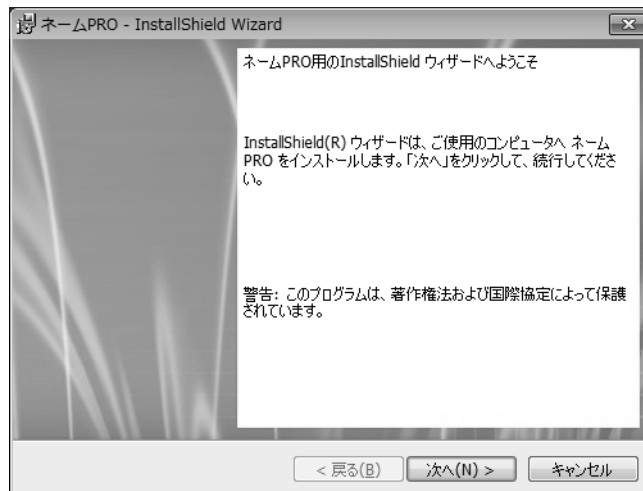 ネームPRO - InstallShield Wizard
ネームPRO用のInstallShield ウィザードへようこそ
InstallShield(R) ウィザードは、ご使用のコンピュータへ ネーム
PRO をインストールします。「次へ」をクリックして、続行してくださ
い。
警告: このプログラムは、著作権法および国際協定によって保護
されています。
< 戻る(B) 次へ(N) > キャンセル